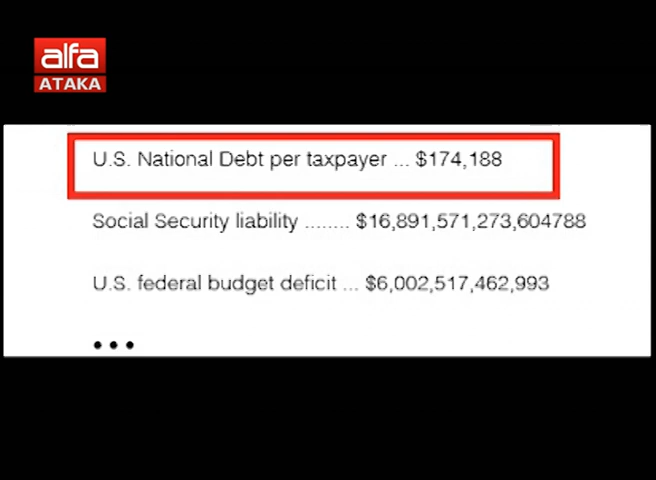 alfa
ATAKA
U.S. National Debt per taxpayer ... $174,188
Social Security liability ........ $16,891,571,273,604788
U.S. federal budget deficit ... $6,002,517,462,993
•••